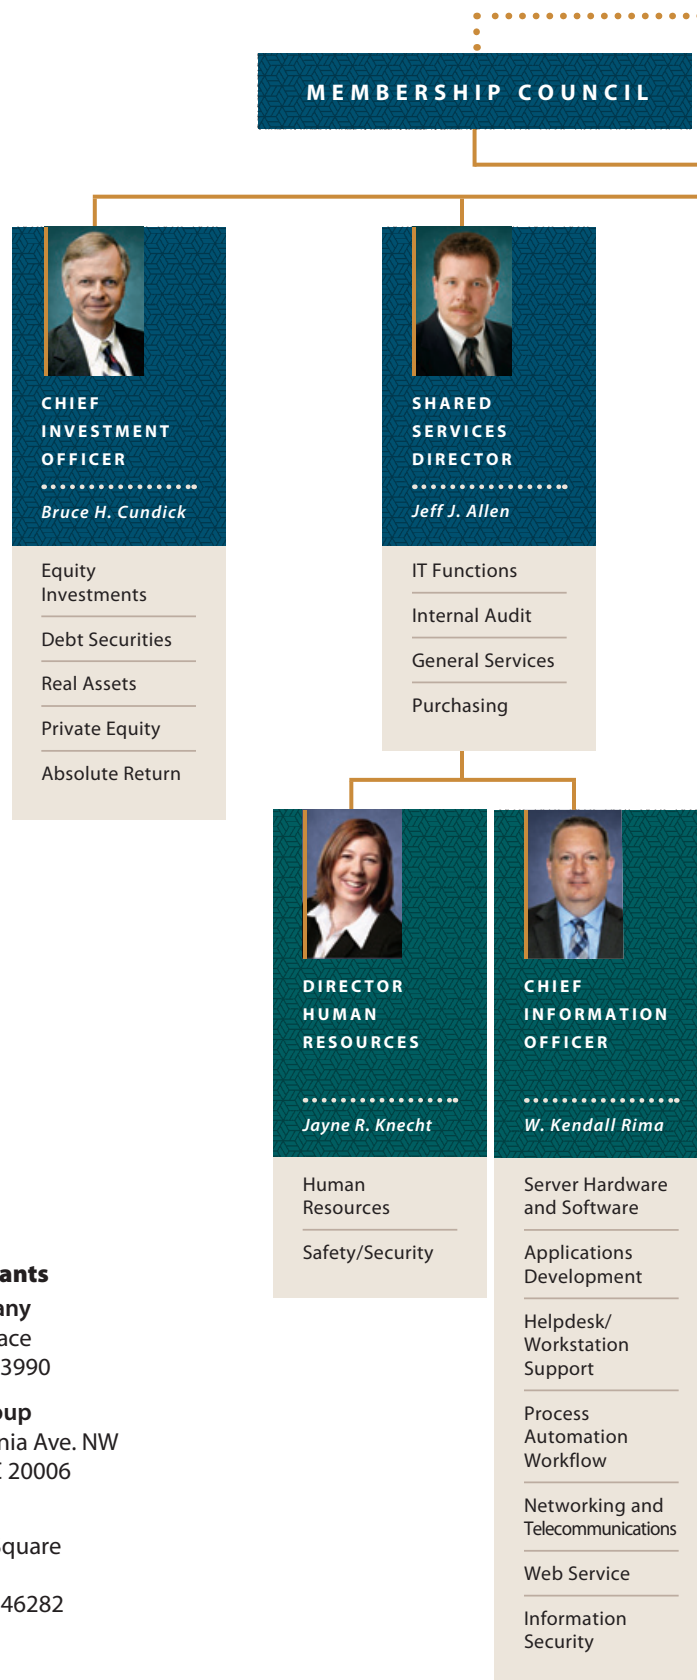 MEMBERSHIP COUNCIL
CHIEF
INVESTMENT
OFFICER
Bruce H. Cundick
Equity
Investments
Debt Securities
Real Assets
Private Equity
Absolute Return
SHARED
SERVICES
DIRECTOR
Jeff J. Allen
IT Functions
Internal Audit
General Services
Purchasing
DIRECTOR
HUMAN
RESOURCES
Jayne R. Knecht
Human
Resources
Safety/Security
CHIEF
INFORMATION
OFFICER
W. Kendall Rima
Server Hardware
and Software
Applications
Development
Helpdesk/
Workstation
Support
Process
Automation
Workflow
Networking and
Telecommunications
Web Service
Information
Security
ants
any
ace
3990
oup
nia Ave. NW
20006
quare
46282